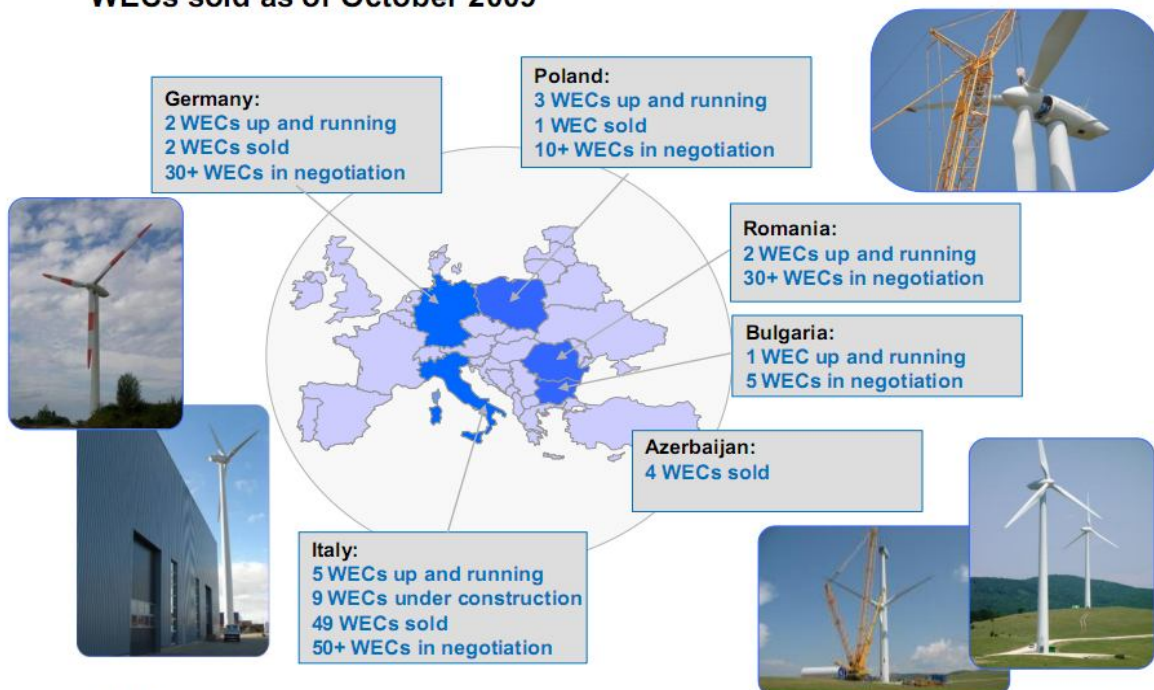 WECs sold as of October 2009
Germany:
2 WECs up and running
2 WECs sold
30+ WECs in negotiation
Poland:
3 WECs up and running
1 WEC sold
10+ WECs in negotiation
Romania:
2 WECs up and running
30+ WECs in negotiation
Bulgaria:
1 WEC up and running
5 WECs in negotiation
Azerbaijan:
4 WECs sold
Italy:
5 WECs up and running
9 WECs under construction
49 WECs sold
50+ WECs in negotiation